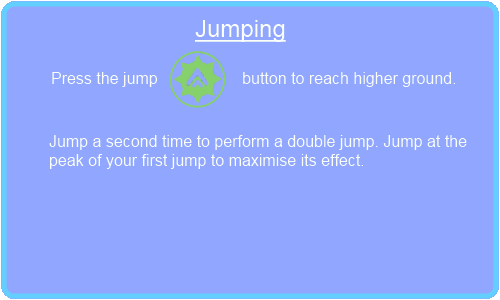 Jumping
Press the jump button to reach higher ground.
Jump a second time to perform a double jump. Jump at the
peak of your first jump to maximise its effect.